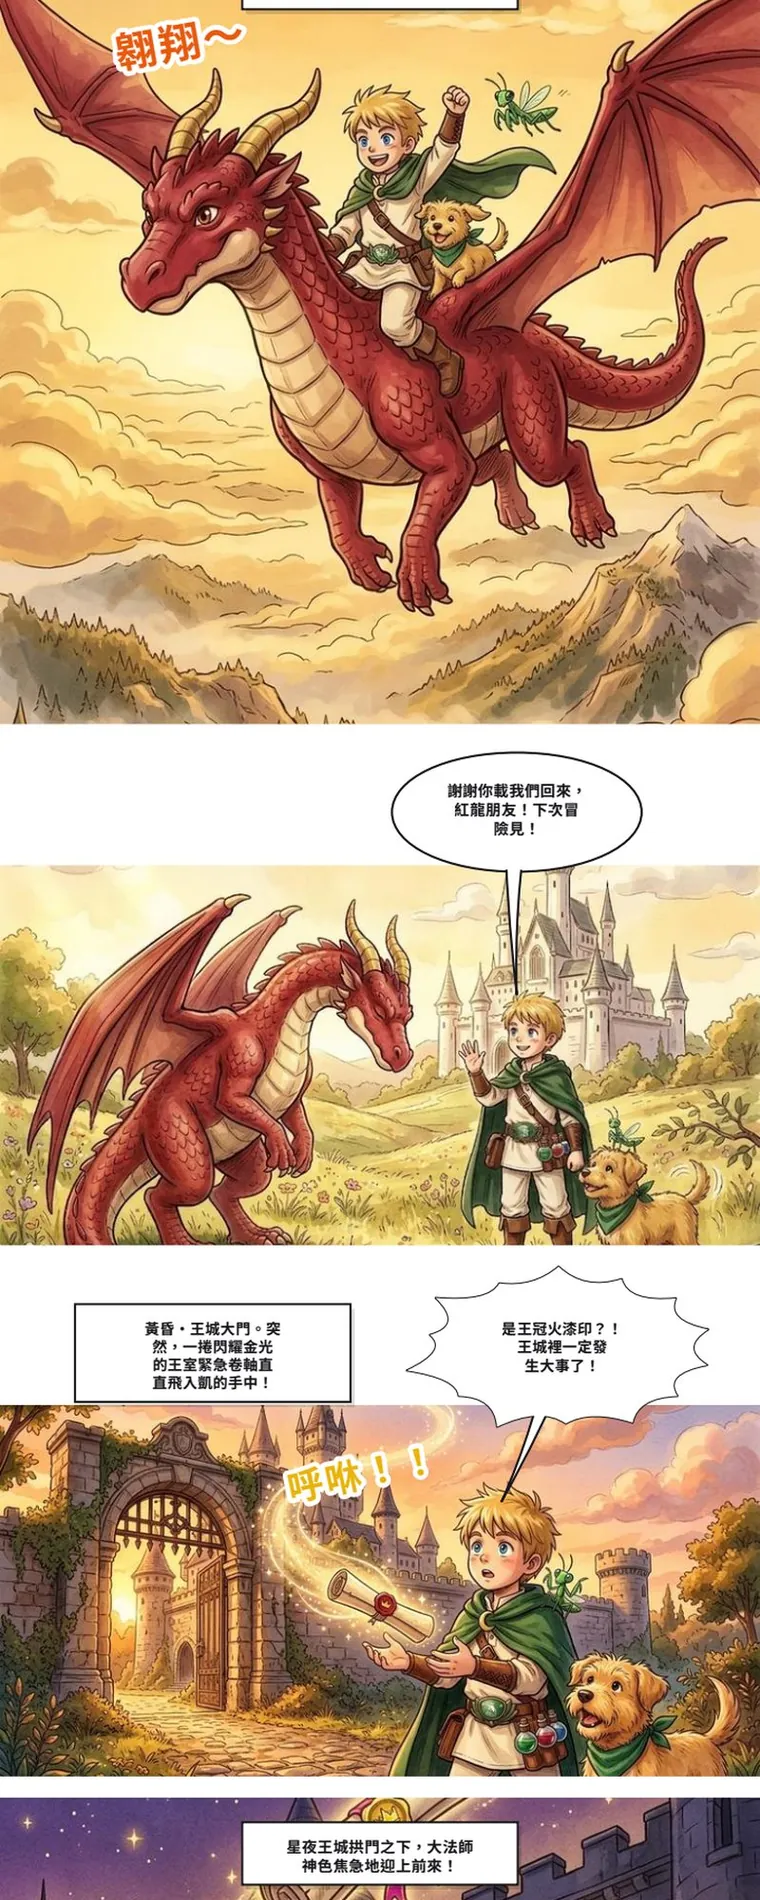 翱翔～
謝謝你載我們回來，
紅龍朋友！下次冒
險見！
黃昏・王城大門。突
然，一捲閃耀金光
的王室緊急卷軸直
直飛入凱的手中！
是王冠火漆印？！
王城裡一定發
生大事了！
呼咻！！
星夜王城拱門之下，大法師
神色焦急地迎上前來！